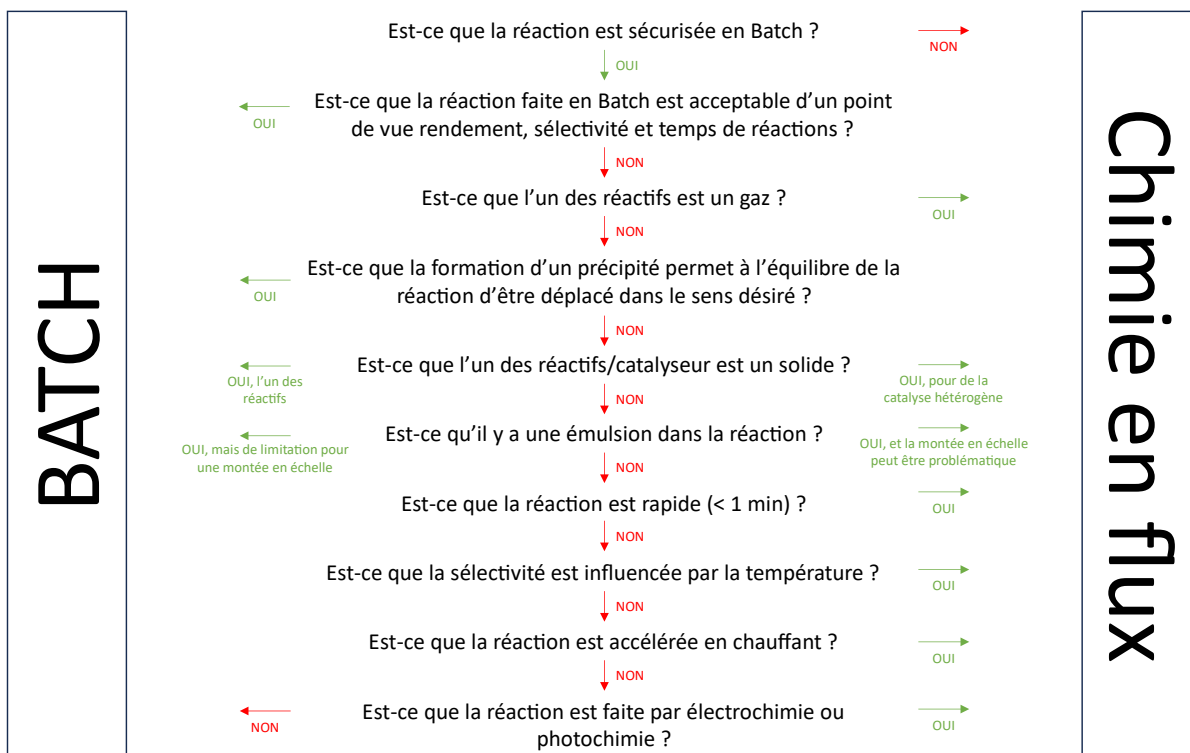 BATCH
Chimie en flux
Est-ce que la réaction est sécurisée en Batch ?
NON
OUI
Est-ce que la réaction faite en Batch est acceptable d'un point
de vue rendement, sélectivité et temps de réactions ?
OUI
NON
Est-ce que l'un des réactifs est un gaz ?
OUI
NON
Est-ce que la formation d'un précipité permet à l'équilibre de la
réaction d'être déplacé dans le sens désiré ?
OUI
NON
Est-ce que l'un des réactifs/catalyseur est un solide ?
OUI, l'un des
réactifs
OUI, pour de la
catalyse hétérogène
NON
Est-ce qu'il y a une émulsion dans la réaction ?
OUI, mais de limitation pour
une montée en échelle
OUI, et la montée en échelle
peut être problématique
NON
Est-ce que la réaction est rapide (< 1 min) ?
OUI
NON
Est-ce que la sélectivité est influencée par la température ?
OUI
NON
Est-ce que la réaction est accélérée en chauffant ?
OUI
NON
Est-ce que la réaction est faite par électrochimie ou
photochimie ?
NON
OUI